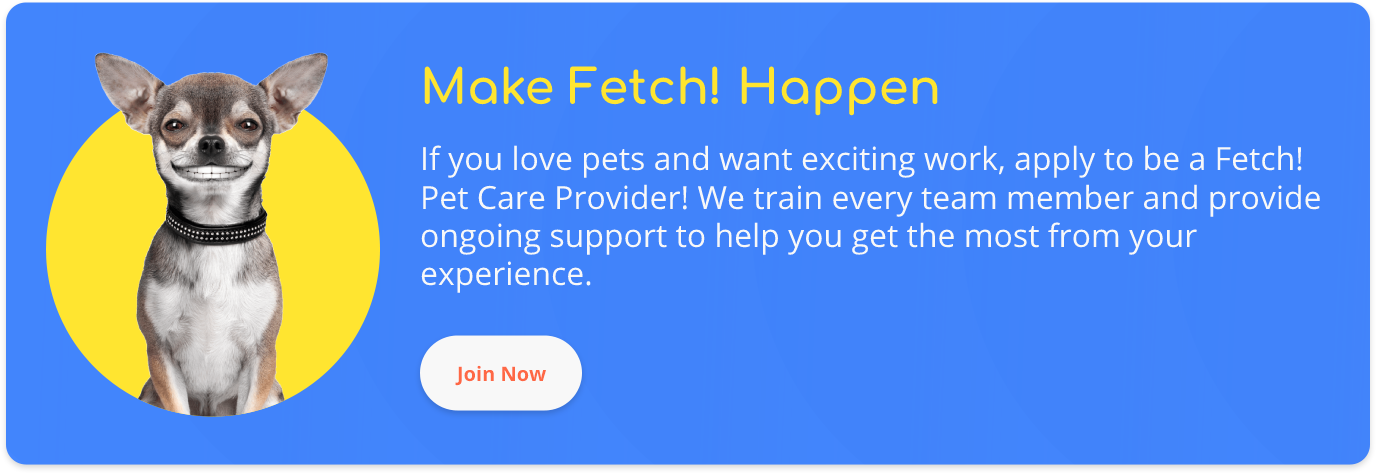 Make Fetch! Happen
If you love pets and want exciting work, apply to be a Fetch!
Pet Care Provider! We train every team member and provide
ongoing support to help you get the most from your
experience.
Join Now